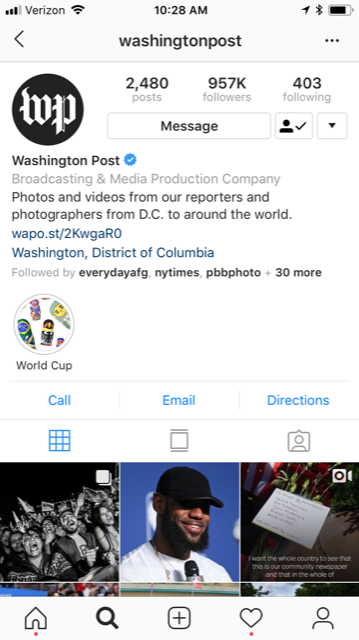 Verizon 10:28 AM
washingtonpost
wp
2,480 957K 403
posts followers following
Message
Washington Post
Broadcasting & Media Production Company
Photos and videos from our reporters and
photographers from D.C. to around the world.
wapo.st/2KwgaR0
Washington, District of Columbia
Followed by everydayafg, nytimes, pbbphoto + 30 more
World Cup
Call Email Directions
I want the whole country to see that
this is our community newspaper
and that in the whole of